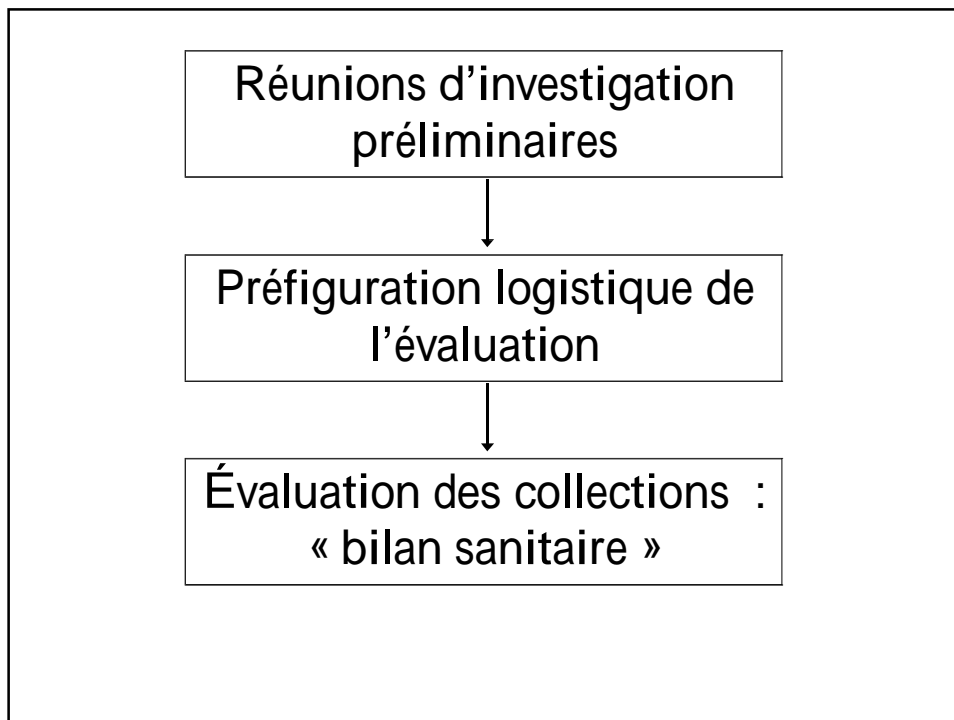 Réunions d’investigation
préliminaires
Préfiguration logistique de
l’évaluation
Évaluation des collections :
« bilan sanitaire »